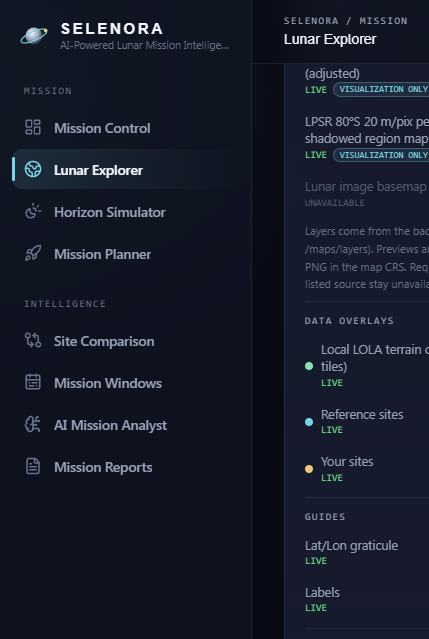 SELENORA
AI-Powered Lunar Mission Intellige...
MISSION
Mission Control
Lunar Explorer
Horizon Simulator
Mission Planner
INTELLIGENCE
Site Comparison
Mission Windows
AI Mission Analyst
Mission Reports
SELENORA / MISSION
Lunar Explorer
(adjusted)
LIVE VISUALIZATION ONLY
LPSR 80°S 20 m/pix pe
shadowed region map
LIVE VISUALIZATION ONLY
Lunar image basemap
UNAVAILABLE
Layers come from the bac
/maps/layers). Previews a
PNG in the map CRS. Req
listed source stay unavaila
DATA OVERLAYS
Local LOLA terrain
tiles)
LIVE
Reference sites
LIVE
Your sites
LIVE
GUIDES
Lat/Lon graticule
LIVE
Labels
LIVE